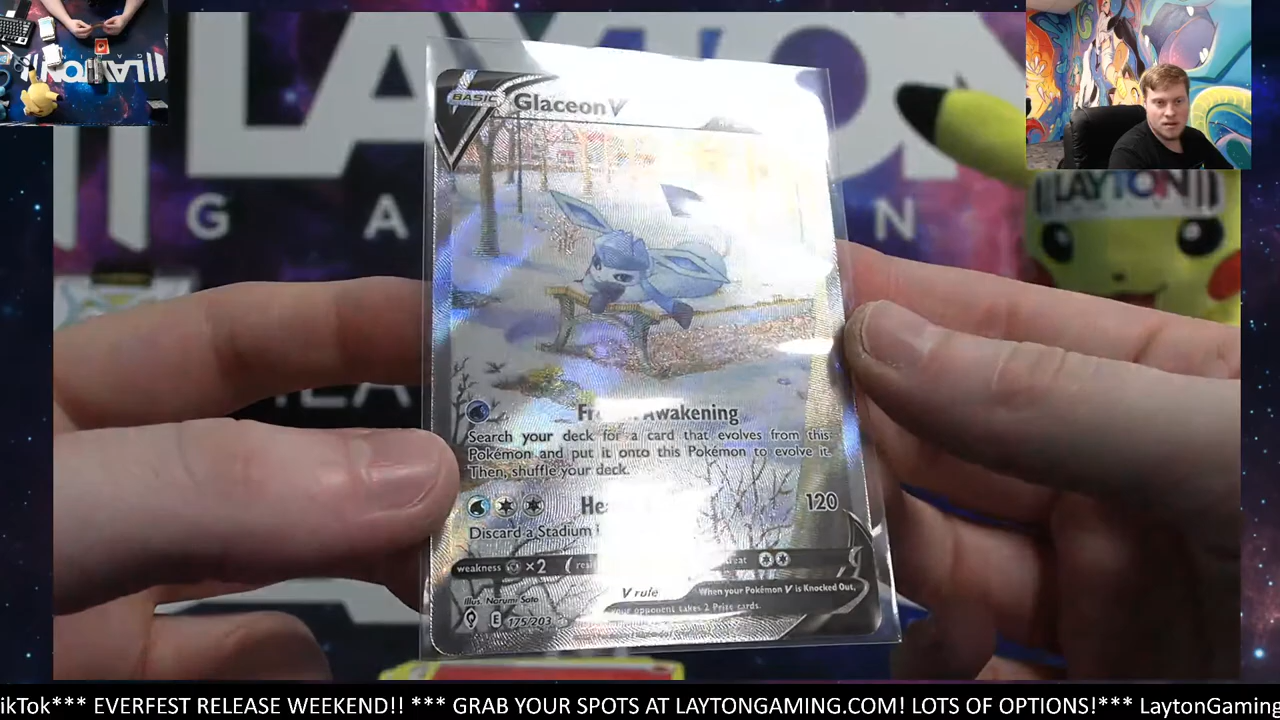 BASIC
Glaceon V
Awakening
Search your deck for a card that evolves from this
Pokémon and put it onto this Pokémon to evolve it.
Then, shuffle your deck.
120
Discard a Stadium
weakness ×2
V rule
When your Pokémon V is Knocked Out,
your opponent takes 2 Prize cards.
Illus. Narumi Sato
E 175/203
LAYTON
G A N
LAYTON
ikTok*** EVERFEST RELEASE WEEKEND!! *** GRAB YOUR SPOTS AT LAYTONGAMING.COM! LOTS OF OPTIONS!*** LaytonGaming